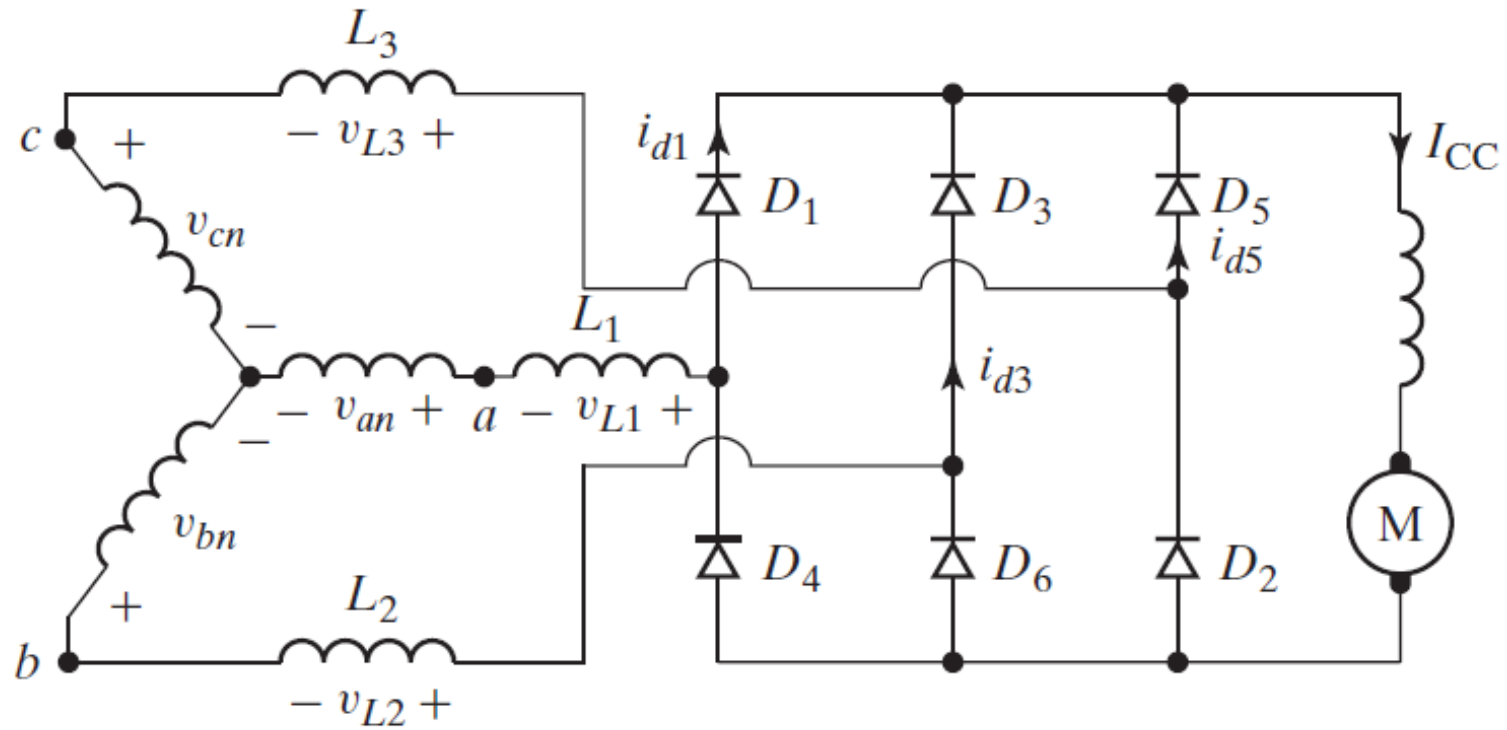 L3
− vL3 +
c
+
vcn
−
id1
D1
D3
D5
ICC
id5
L1
− van + a − vL1 +
id3
−
vbn
+
D4
D6
D2
M
L2
b
− vL2 +